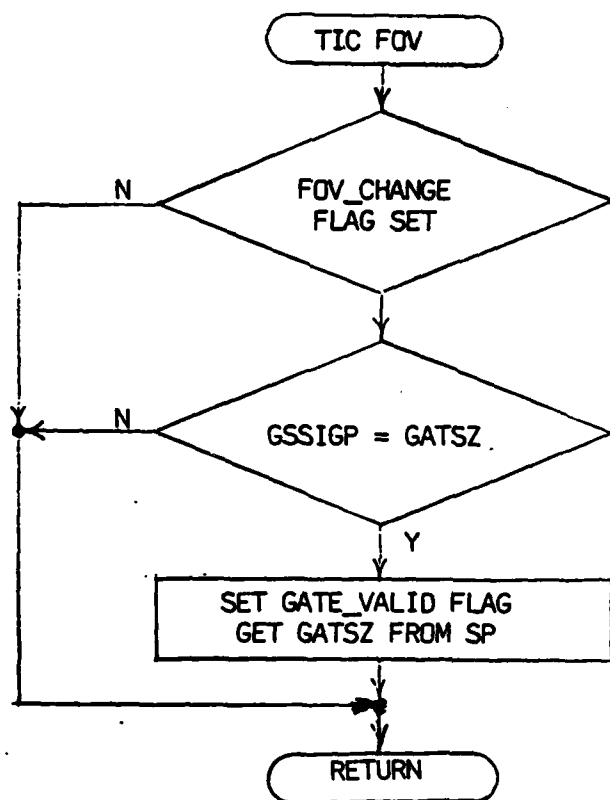 TIC FOV
N
FOV_CHANGE
FLAG SET
N
GSSIGP = GATSZ
Y
SET GATE_VALID FLAG
GET GATSZ FROM SP
RETURN